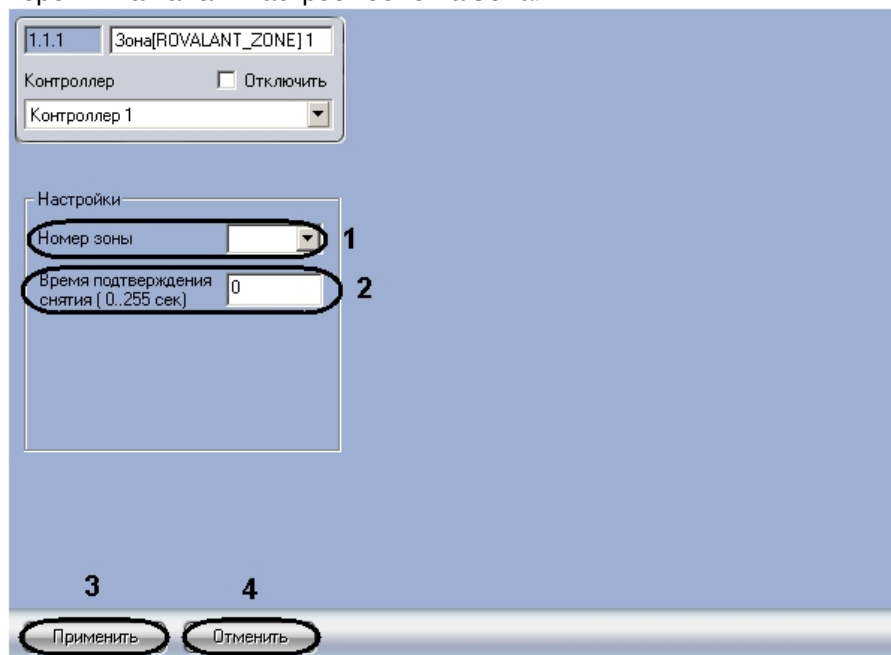 1.1.1 Зона[ROVALANT_ZONE] 1
Контроллер Отключить
Контроллер 1
Настройки
Номер зоны 1
Время подтверждения
снятия ( 0..255 сек) 0 2
3 4
Применить Отменить